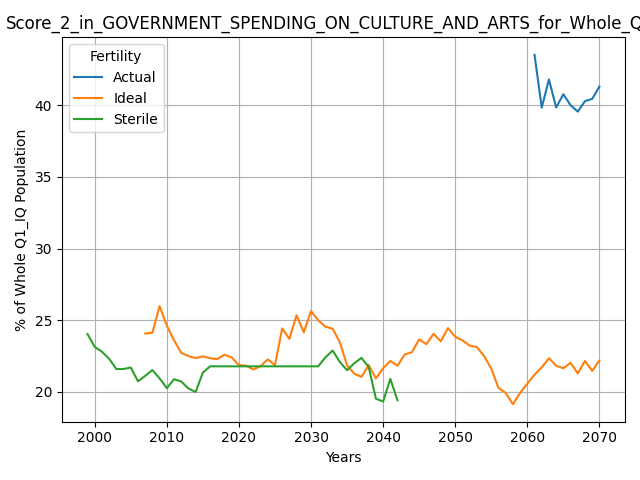 Score_2_in_GOVERNMENT_SPENDING_ON_CULTURE_AND_ARTS_for_Whole_Q
Fertility
Actual
Ideal
Sterile
% of Whole Q1_IQ Population
40
35
30
25
20
2000 2010 2020 2030 2040 2050 2060 2070
Years